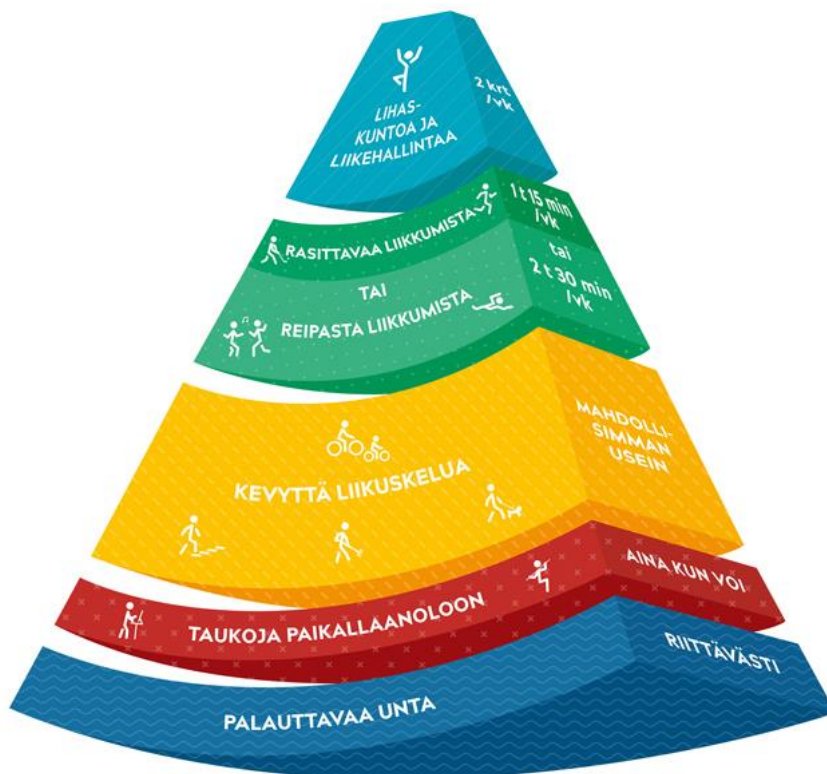 LIHAS-
KUNTOA JA
LIIKEHALLINTAA
2 krt
/vk
RASITTAVAA LIIKKUMISTA
1 t 15 min
/vk
TAI
tai
REIPASTA LIIKKUMISTA
2 t 30 min
/vk
KEVYTTÄ LIIKUSKELUA
MAHDOLLI-
SIMMAN
USEIN
TAUKOJA PAIKALLAANOLOON
AINA KUN VOI
PALAUTTAVAA UNTA
RIITTÄVÄSTI